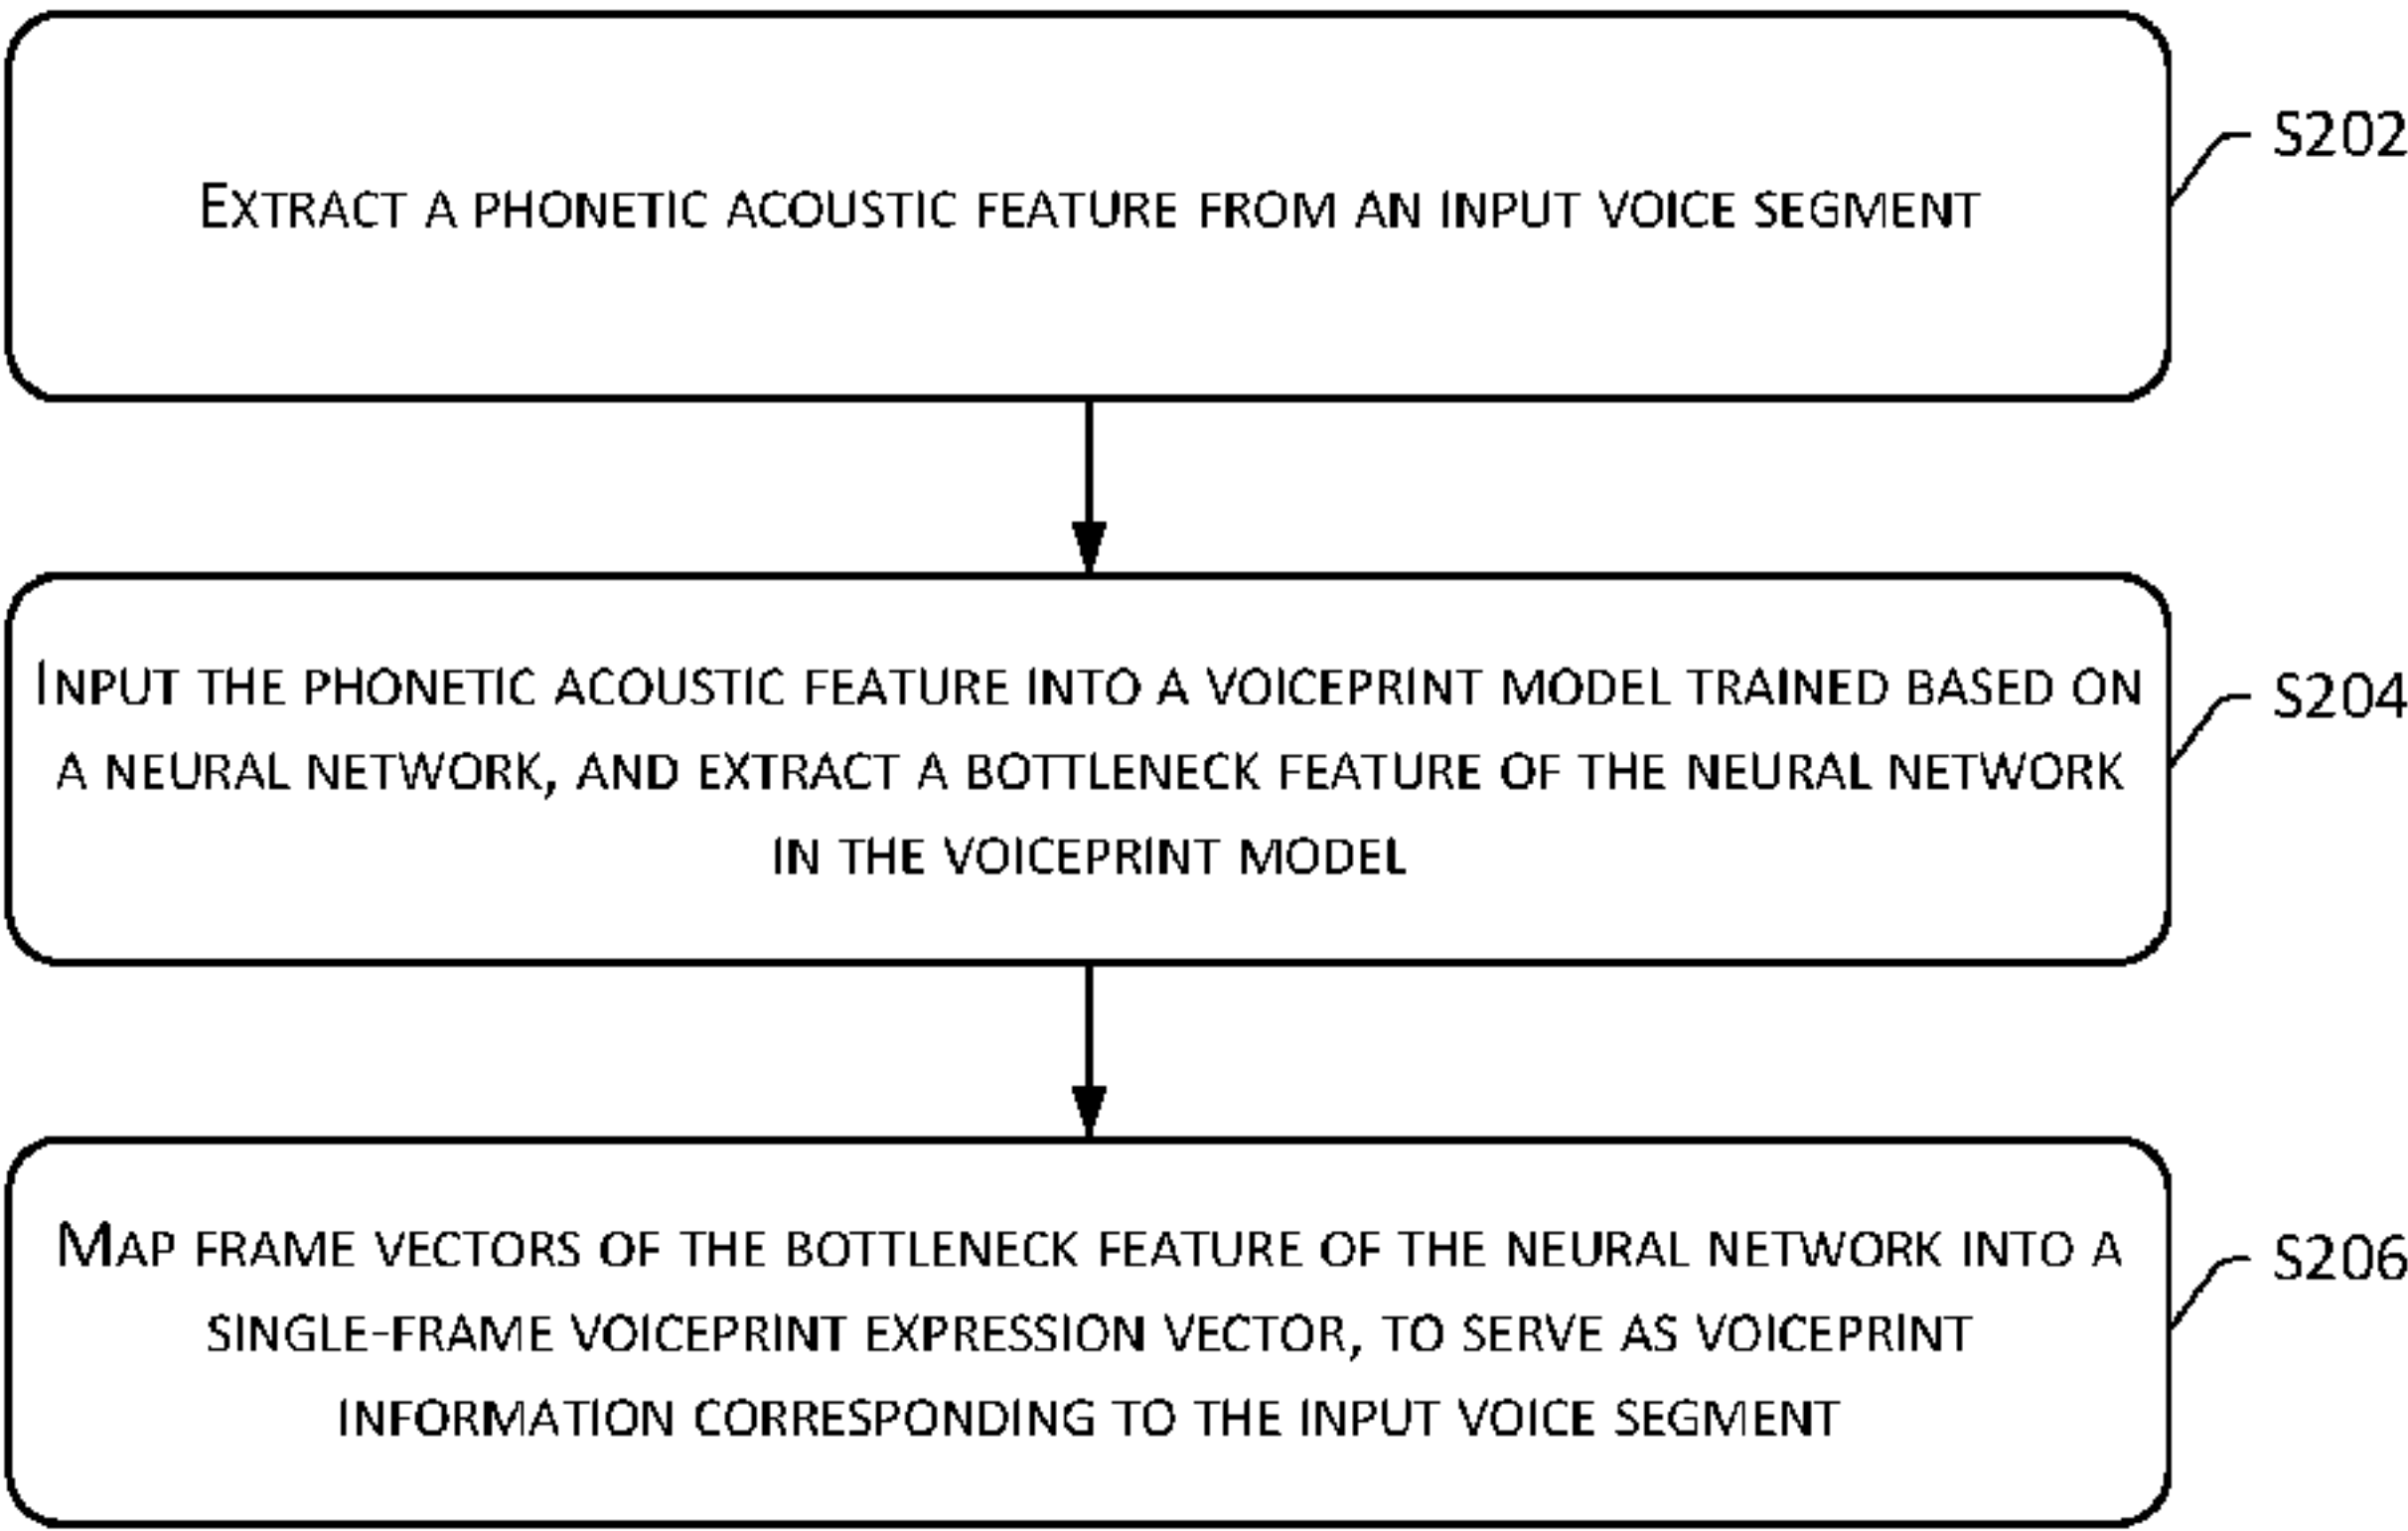 EXTRACT A PHONETIC ACOUSTIC FEATURE FROM AN INPUT VOICE SEGMENT
S202
INPUT THE PHONETIC ACOUSTIC FEATURE INTO A VOICEPRINT MODEL TRAINED BASED ON
A NEURAL NETWORK, AND EXTRACT A BOTTLENECK FEATURE OF THE NEURAL NETWORK
IN THE VOICEPRINT MODEL
S204
MAP FRAME VECTORS OF THE BOTTLENECK FEATURE OF THE NEURAL NETWORK INTO A
SINGLE-FRAME VOICEPRINT EXPRESSION VECTOR, TO SERVE AS VOICEPRINT
INFORMATION CORRESPONDING TO THE INPUT VOICE SEGMENT
S206